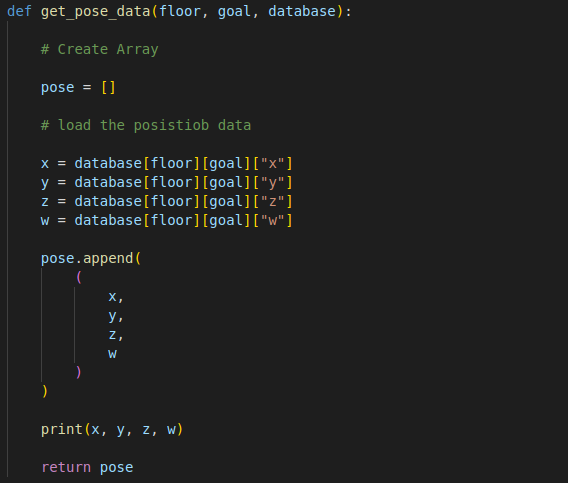 def get_pose_data(floor, goal, database):
# Create Array
pose = []
# load the posistiob data
x = database[floor][goal]["x"]
y = database[floor][goal]["y"]
z = database[floor][goal]["z"]
w = database[floor][goal]["w"]
pose.append(
(
x,
y,
z,
w
)
)
print(x, y, z, w)
return pose